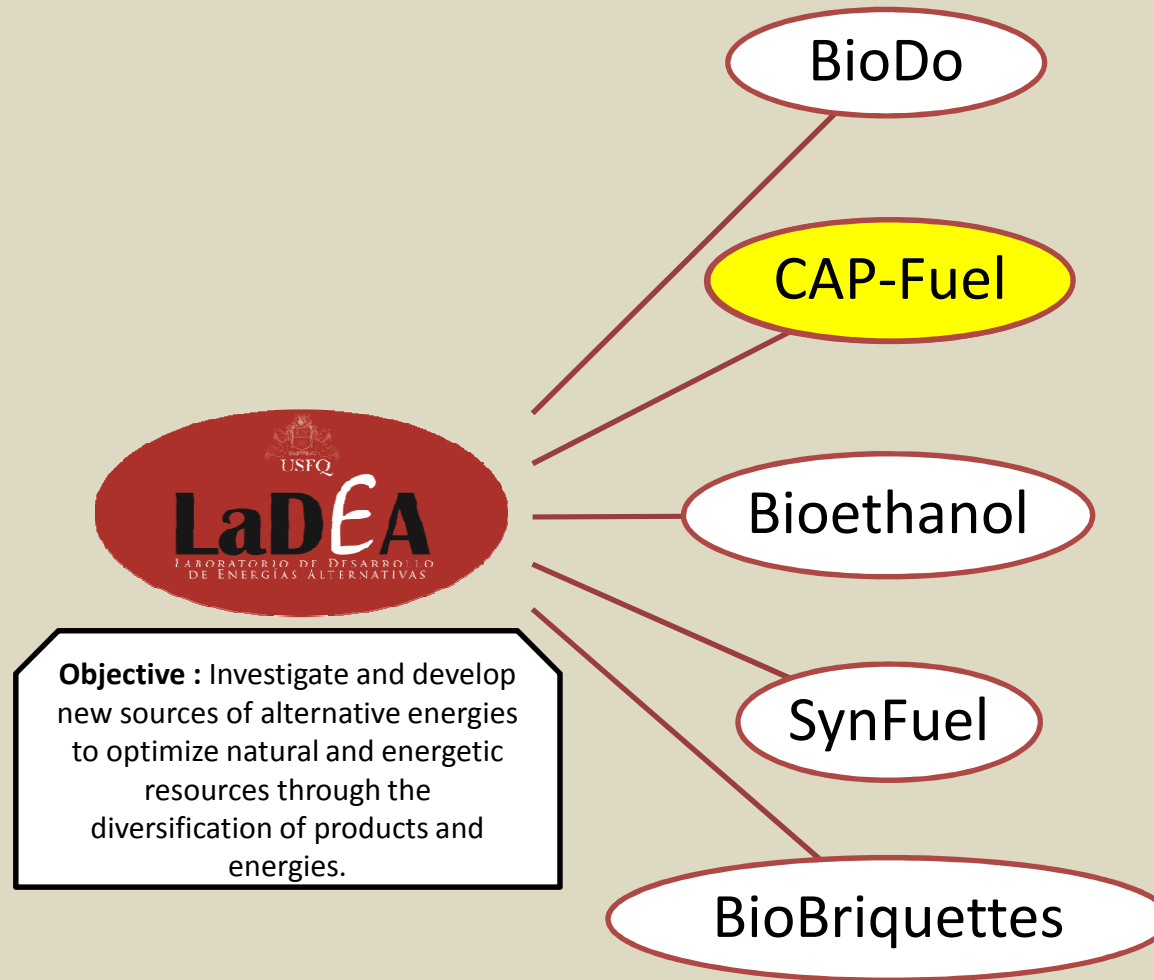 BioDo
CAP-Fuel
USFQ
LaDEA
LABORATORIO DE DESARROLLO
DE ENERGÍAS ALTERNATIVAS
Bioethanol
Objective : Investigate and develop
new sources of alternative energies
to optimize natural and energetic
resources through the
diversification of products and
energies.
SynFuel
BioBriquettes